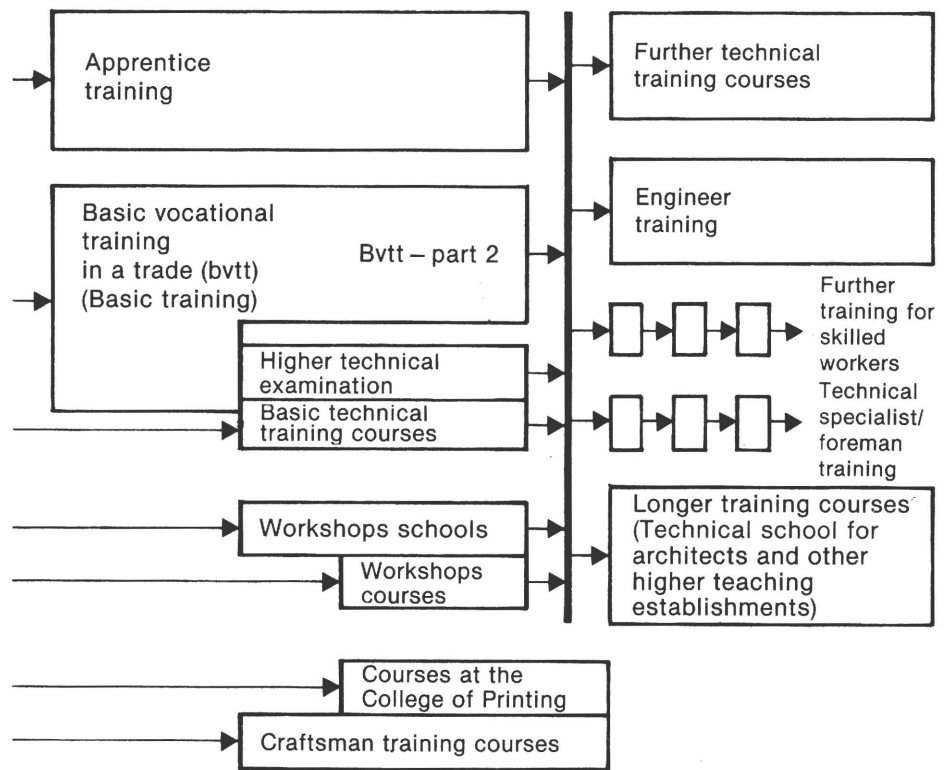 Apprentice
training
Basic vocational
training
in a trade (bvtt)
(Basic training)
Bvtt – part 2
Higher technical
examination
Basic technical
training courses
Workshops schools
Workshops
courses
Courses at the
College of Printing
Craftsman training courses
Further technical
training courses
Engineer
training
Further
training for
skilled
workers
Technical
specialist/
foreman
training
Longer training courses
(Technical school for
architects and other
higher teaching
establishments)